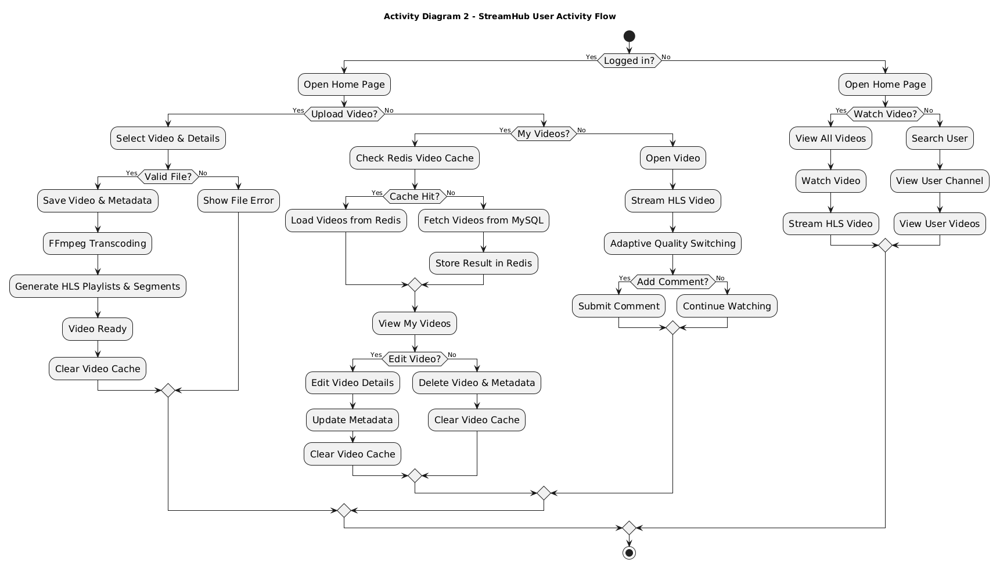 Activity Diagram 2 - StreamHub User Activity Flow
Yes
Logged in?
No
Open Home Page
Open Home Page
Yes
Upload Video?
No
Yes
Watch Video?
No
Select Video & Details
Yes
My Videos?
No
View All Videos
Search User
Check Redis Video Cache
Open Video
Yes
Valid File?
No
Watch Video
View User Channel
Save Video & Metadata
Show File Error
Yes
Cache Hit?
No
Stream HLS Video
Load Videos from Redis
Fetch Videos from MySQL
Stream HLS Video
View User Videos
FFmpeg Transcoding
Adaptive Quality Switching
Store Result in Redis
Generate HLS Playlists & Segments
Yes
Add Comment?
No
Submit Comment
Continue Watching
View My Videos
Video Ready
Yes
Edit Video?
No
Clear Video Cache
Edit Video Details
Delete Video & Metadata
Update Metadata
Clear Video Cache
Clear Video Cache